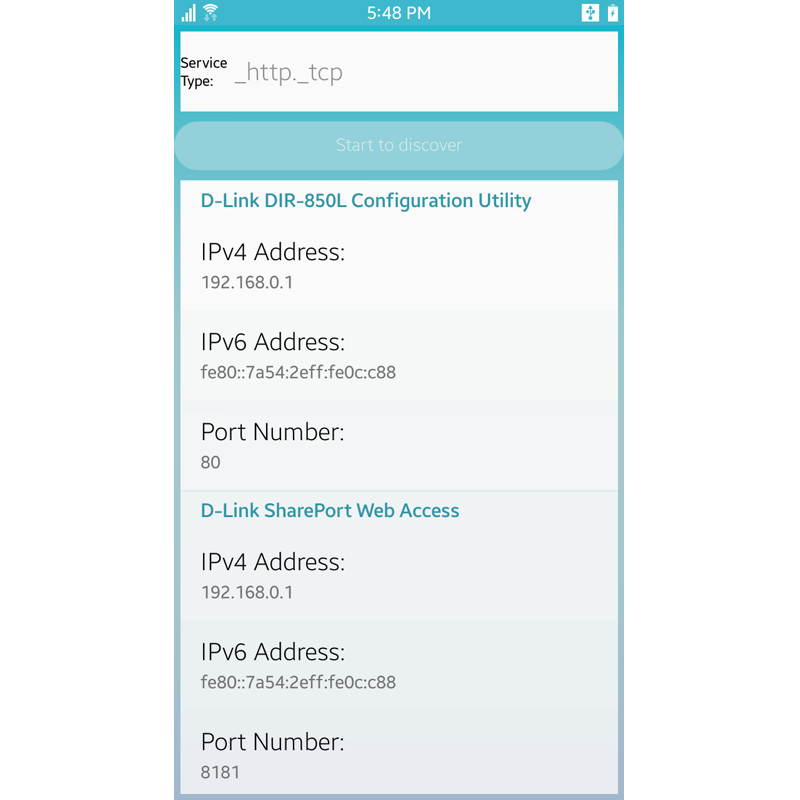 5:48 PM
Service
Type:
_http._tcp
Start to discover
D-Link DIR-850L Configuration Utility
IPv4 Address:
192.168.0.1
IPv6 Address:
fe80::7a54:2eff:fe0c:c88
Port Number:
80
D-Link SharePort Web Access
IPv4 Address:
192.168.0.1
IPv6 Address:
fe80::7a54:2eff:fe0c:c88
Port Number:
8181